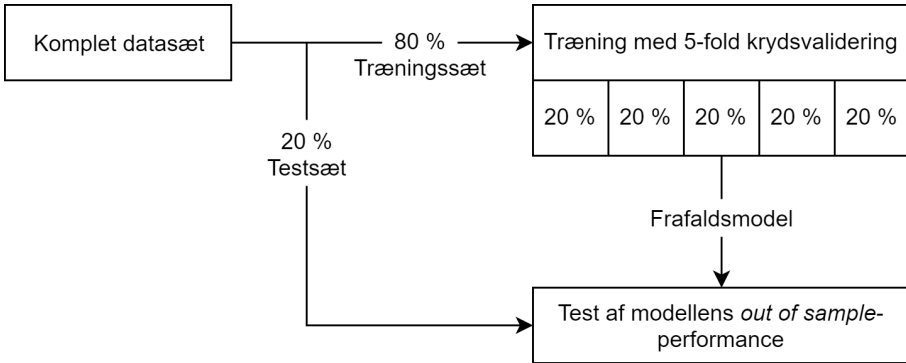 Komplet datasæt
80 %
Træningssæt
Træning med 5-fold krydsvalidering
20 % 20 % 20 % 20 % 20 %
20 %
Testsæt
Frafaldsmodel
Test af modellens out of sample-
performance